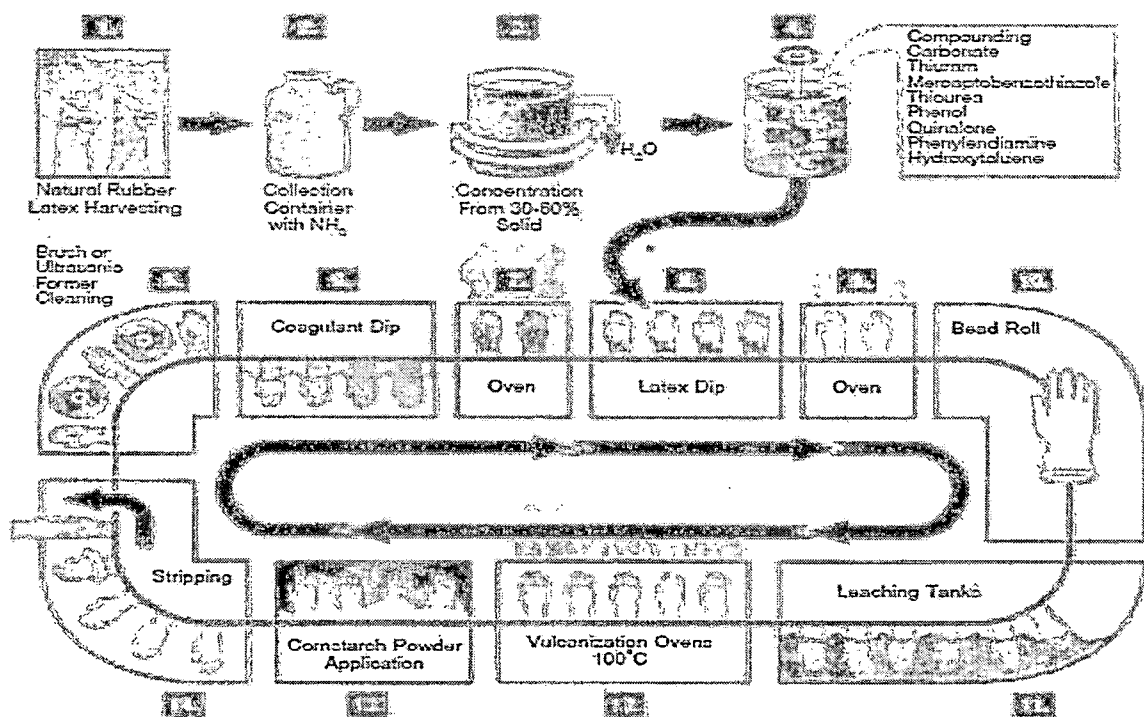 Natural Rubber
Latex Harvesting
Collection
Container
with NH₃
Concentration
From 30-60%
Solid
H₂O
Compounding
Carbonate
Thiuram
Mercaptobenzothiazole
Thiourea
Phenol
Quinalone
Phenylendiamine
Hydroxytoluene
Brush or
Ultrasonic
Former
Cleaning
Coagulant Dip
Oven
Latex Dip
Oven
Bead Roll
Stripping
Cornstarch Powder
Application
Vulcanization Ovens
100°C
Leaching Tanks